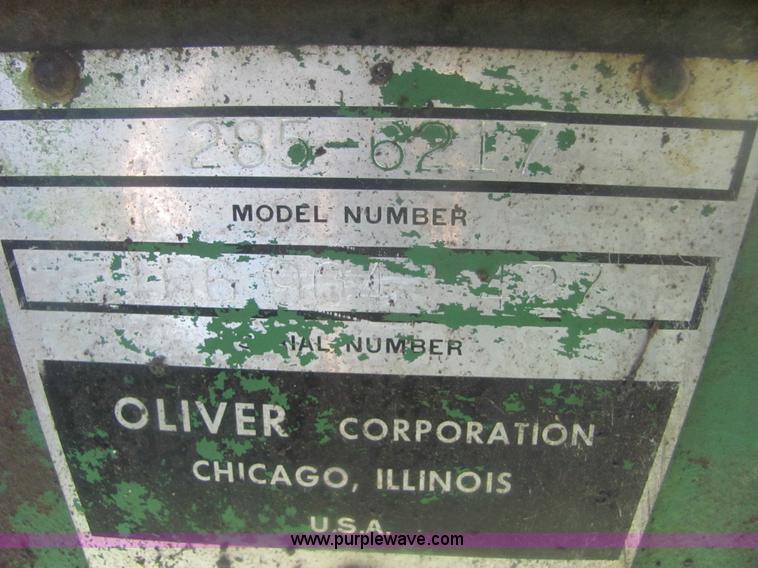 285-6217
MODEL NUMBER
NUMBER
OLIVER CORPORATION
CHICAGO, ILLINOIS
U.S.A.
www.purplewave.com